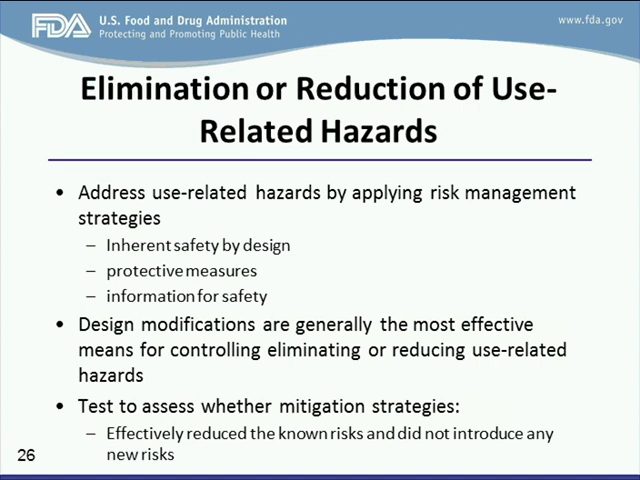 FDA U.S. Food and Drug Administration
Protecting and Promoting Public Health
www.fda.gov
Elimination or Reduction of Use-
Related Hazards
• Address use-related hazards by applying risk management
strategies
– Inherent safety by design
– protective measures
– information for safety
• Design modifications are generally the most effective
means for controlling eliminating or reducing use-related
hazards
• Test to assess whether mitigation strategies:
– Effectively reduced the known risks and did not introduce any
new risks
26